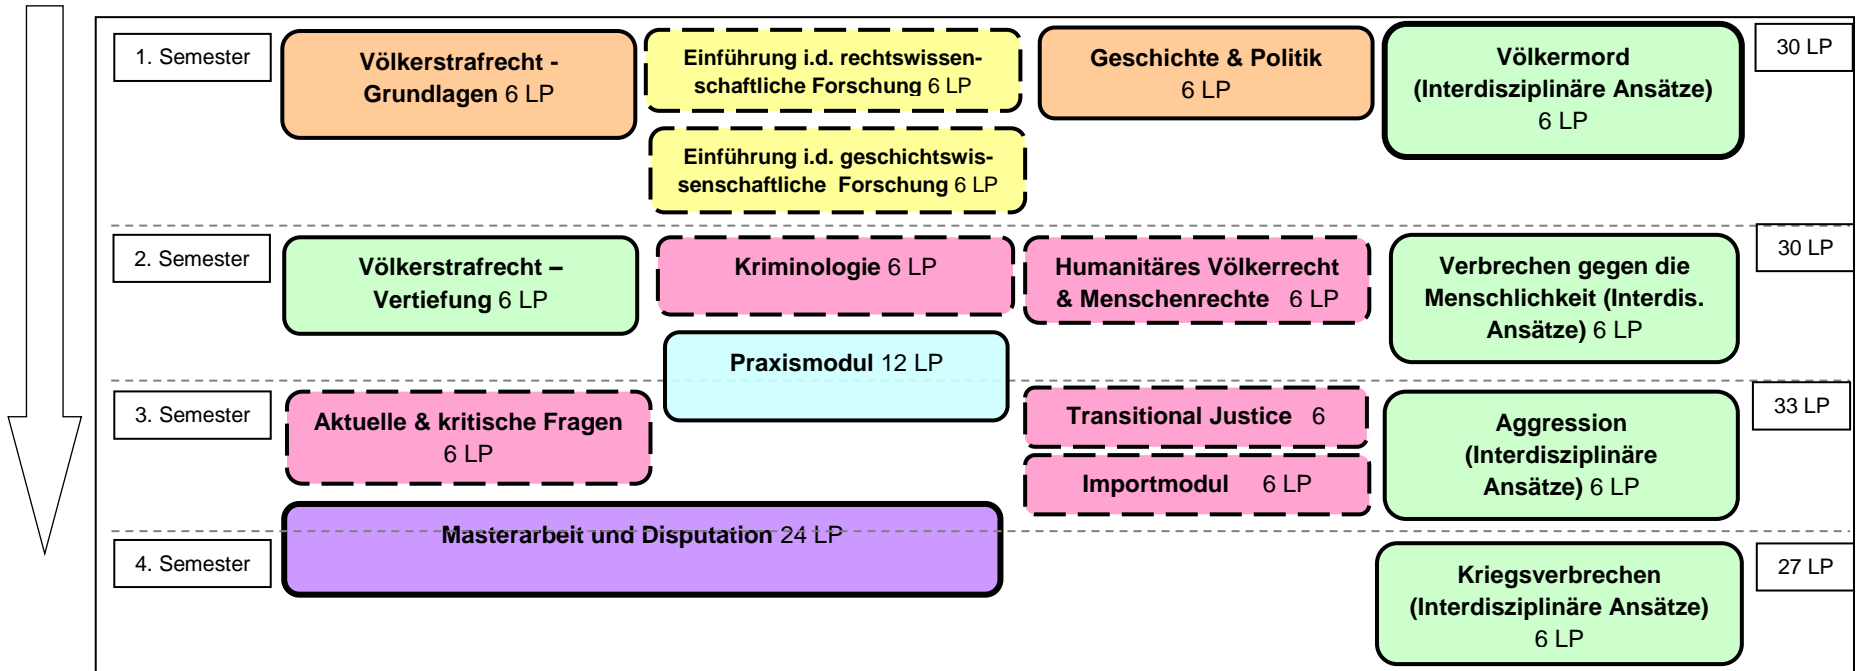 1. Semester
Völkerstrafrecht -
Grundlagen 6 LP
Einführung i.d. rechtswissen-
schaftliche Forschung 6 LP
Einführung i.d. geschichtswis-
senschaftliche Forschung 6 LP
Geschichte & Politik
6 LP
Völkermord
(Interdisziplinäre Ansätze)
6 LP
30 LP
2. Semester
Völkerstrafrecht –
Vertiefung 6 LP
Kriminologie 6 LP
Humanitäres Völkerrecht
& Menschenrechte 6 LP
Verbrechen gegen die
Menschlichkeit (Interdis.
Ansätze) 6 LP
30 LP
Praxismodul 12 LP
3. Semester
Aktuelle & kritische Fragen
6 LP
Transitional Justice 6
Importmodul 6 LP
Aggression
(Interdisziplinäre
Ansätze) 6 LP
33 LP
Masterarbeit und Disputation 24 LP
4. Semester
Kriegsverbrechen
(Interdisziplinäre Ansätze)
6 LP
27 LP